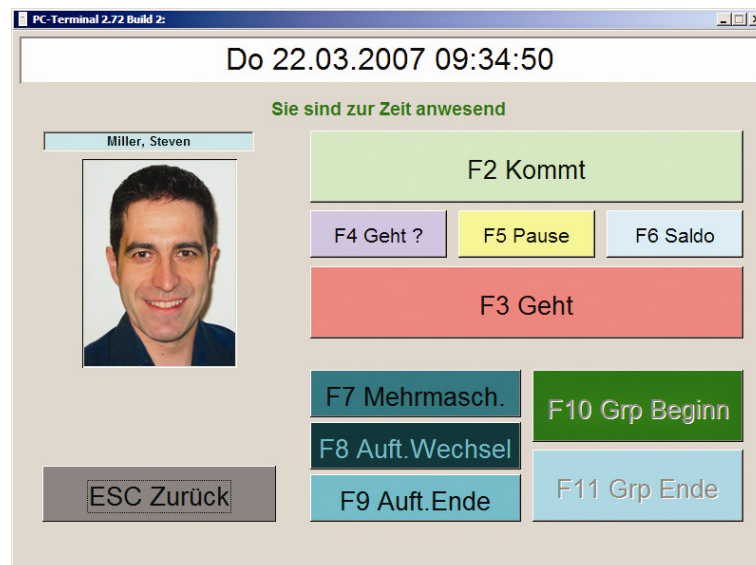 PC-Terminal 2.72 Build 2:
Do 22.03.2007 09:34:50
Sie sind zur Zeit anwesend
Miller, Steven
F2 Kommt
F4 Geht ?
F5 Pause
F6 Saldo
F3 Geht
F7 Mehrmasch.
F10 Grp Beginn
F8 Auft.Wechsel
F11 Grp Ende
ESC Zurück
F9 Auft.Ende